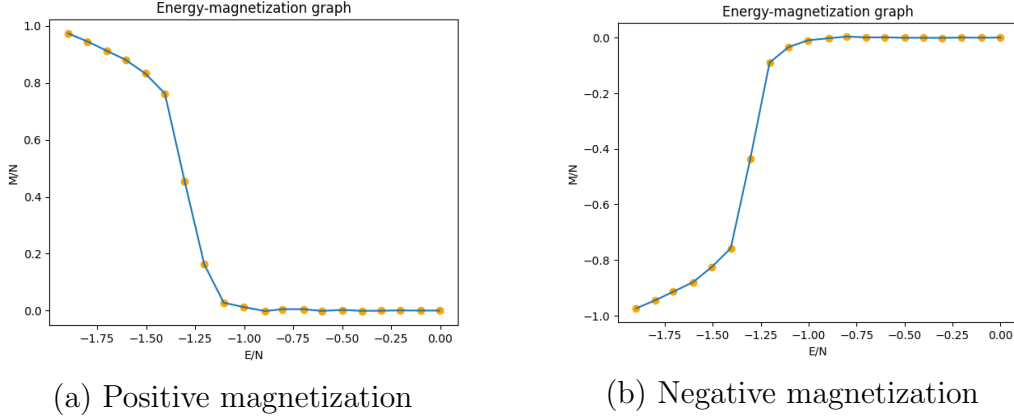 Energy-magnetization graph
1.0
0.8
0.6
0.4
0.2
0.0
M/N
−1.75 −1.50 −1.25 −1.00 −0.75 −0.50 −0.25 0.00
E/N
(a) Positive magnetization
Energy-magnetization graph
0.0
−0.2
−0.4
−0.6
−0.8
−1.0
M/N
−1.75 −1.50 −1.25 −1.00 −0.75 −0.50 −0.25 0.00
E/N
(b) Negative magnetization